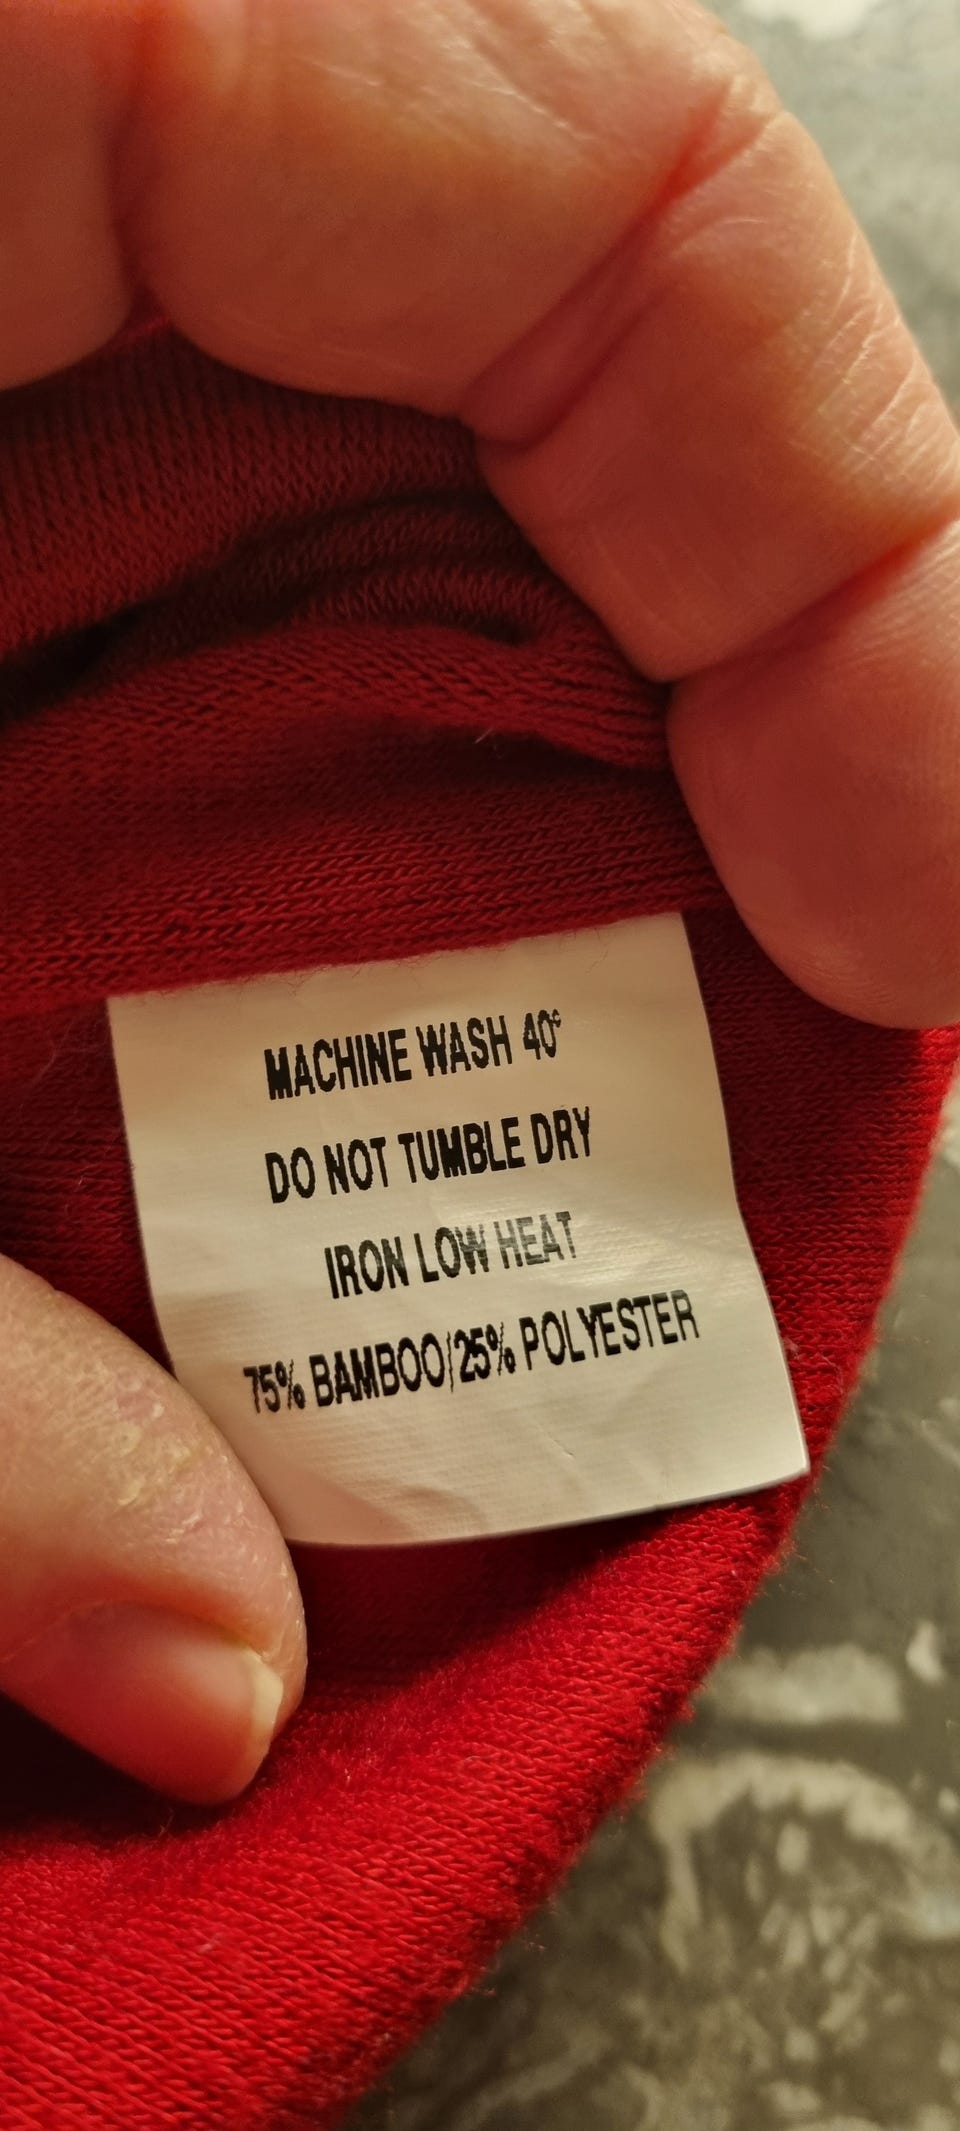 MACHINE WASH 40°
DO NOT TUMBLE DRY
IRON LOW HEAT
75% BAMBOO/25% POLYESTER